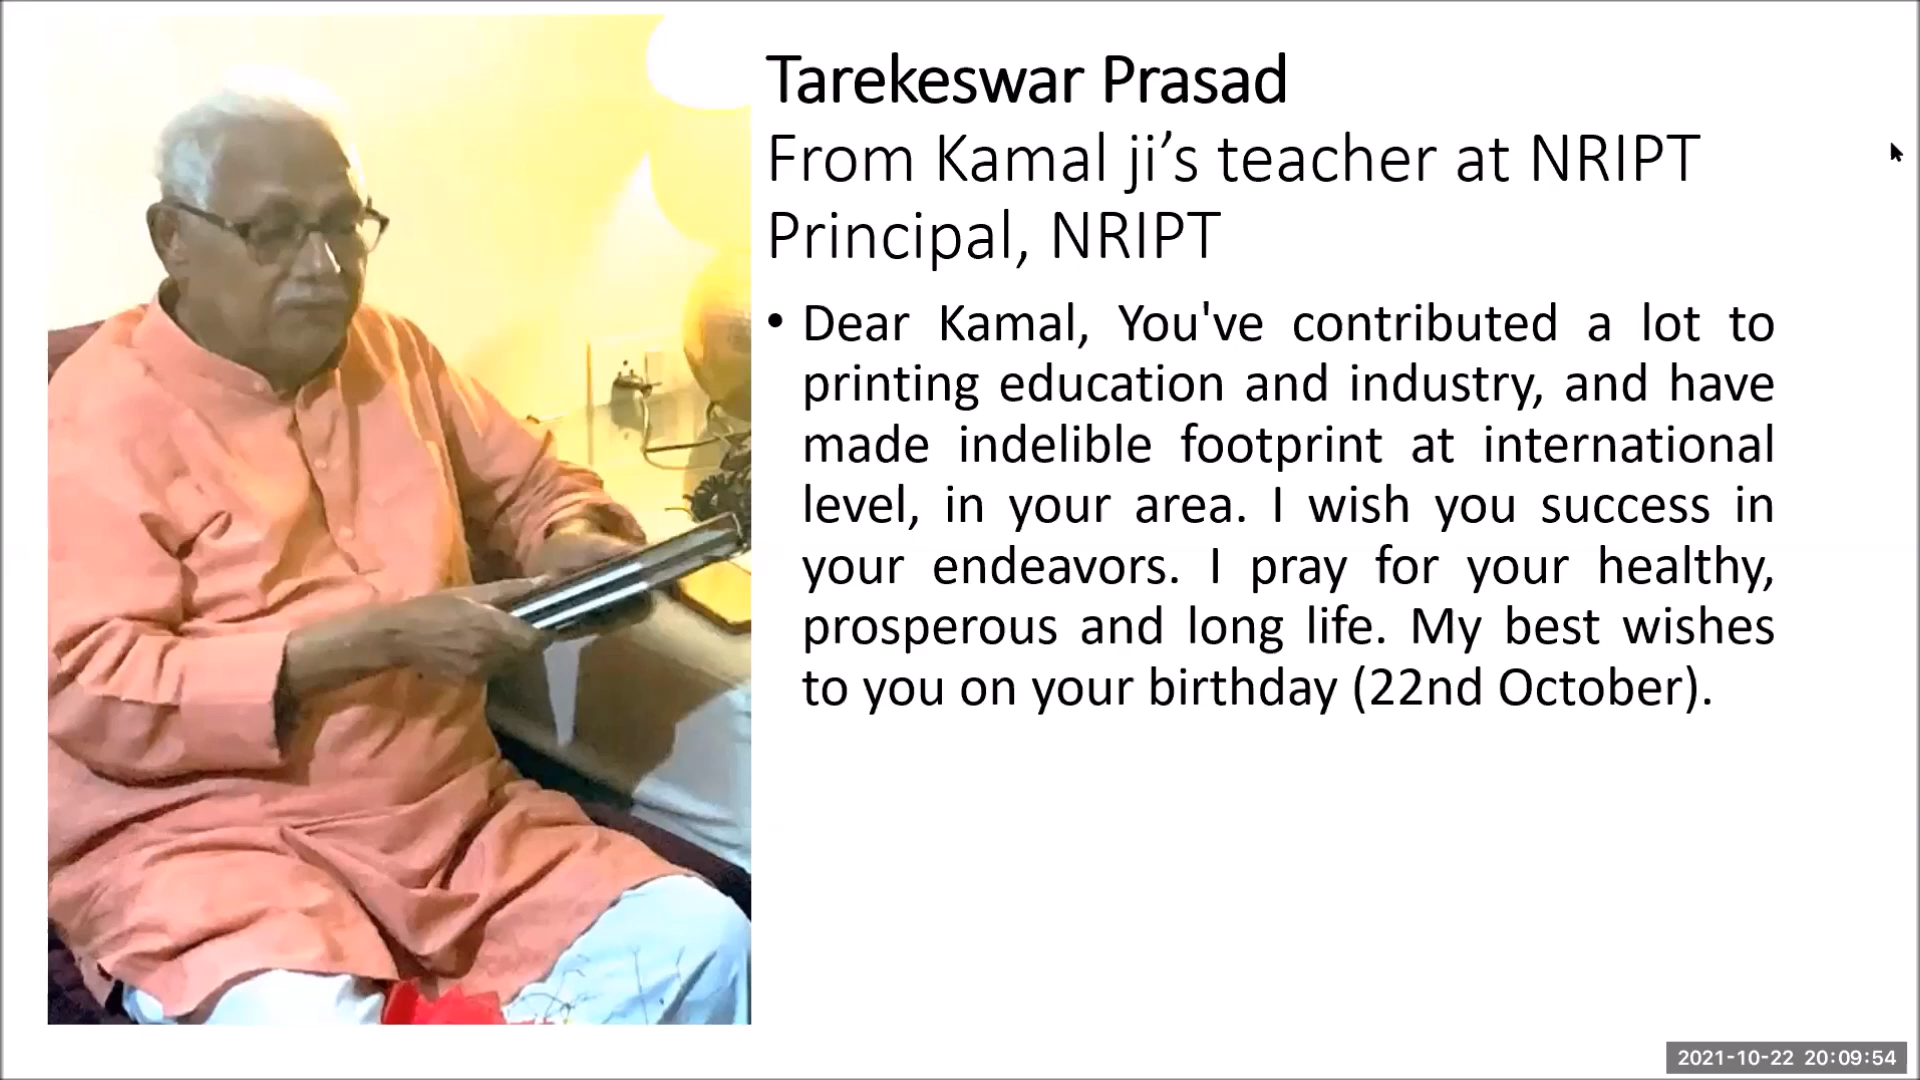 Tarekeswar Prasad
From Kamal ji’s teacher at NRIPT
Principal, NRIPT
• Dear Kamal, You've contributed a lot to
printing education and industry, and have
made indelible footprint at international
level, in your area. I wish you success in
your endeavors. I pray for your healthy,
prosperous and long life. My best wishes
to you on your birthday (22nd October).
2021-10-22 20:09:54